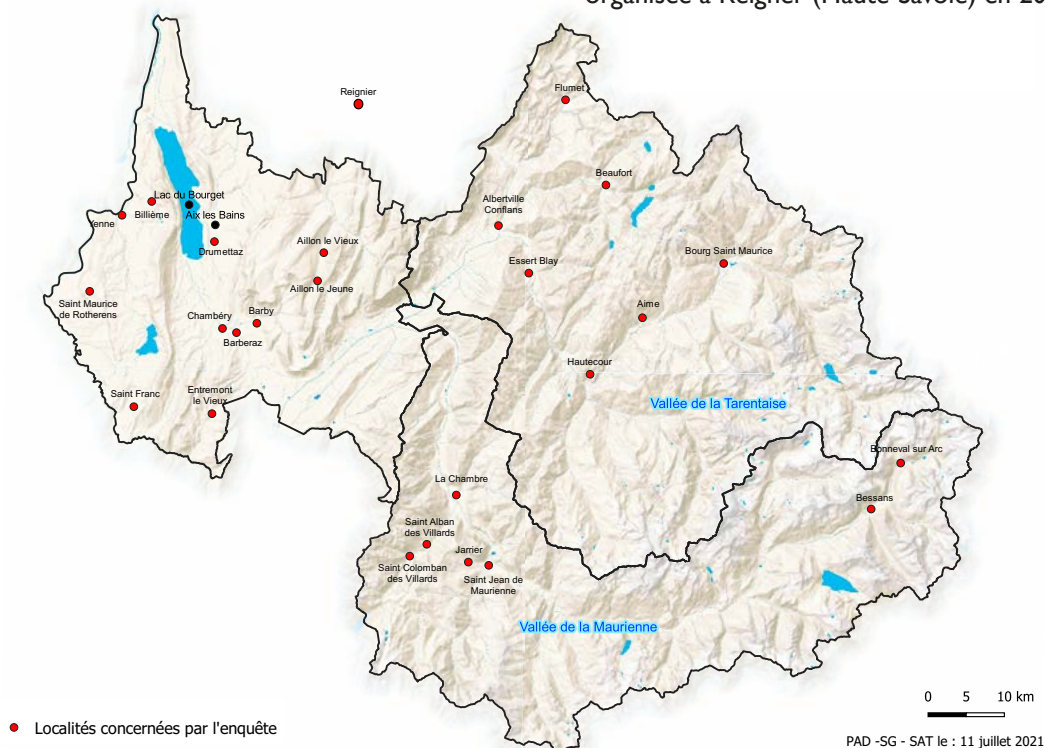 organisée à Reignier (Haute Savoie) en 20
Reignier
Flumet
Beaufort
Lac du Bourget
Albertville
Conflans
Yenne
Billième
Aix les Bains
Drumettaz
Aillon le Vieux
Essert Blay
Bourg Saint Maurice
Aillon le Jeune
Saint Maurice
de Rotherens
Chambéry
Barby
Barberaz
Aime
Hautecour
Saint Franc
Entremont
le Vieux
Vallée de la Tarentaise
Bonneval sur Arc
La Chambre
Bessans
Saint Alban
des Villards
Jarrier
Saint Colomban
des Villards
Saint Jean de
Maurienne
Vallée de la Maurienne
0 5 10 km
Localités concernées par l'enquête
PAD -SG - SAT le : 11 juillet 2021